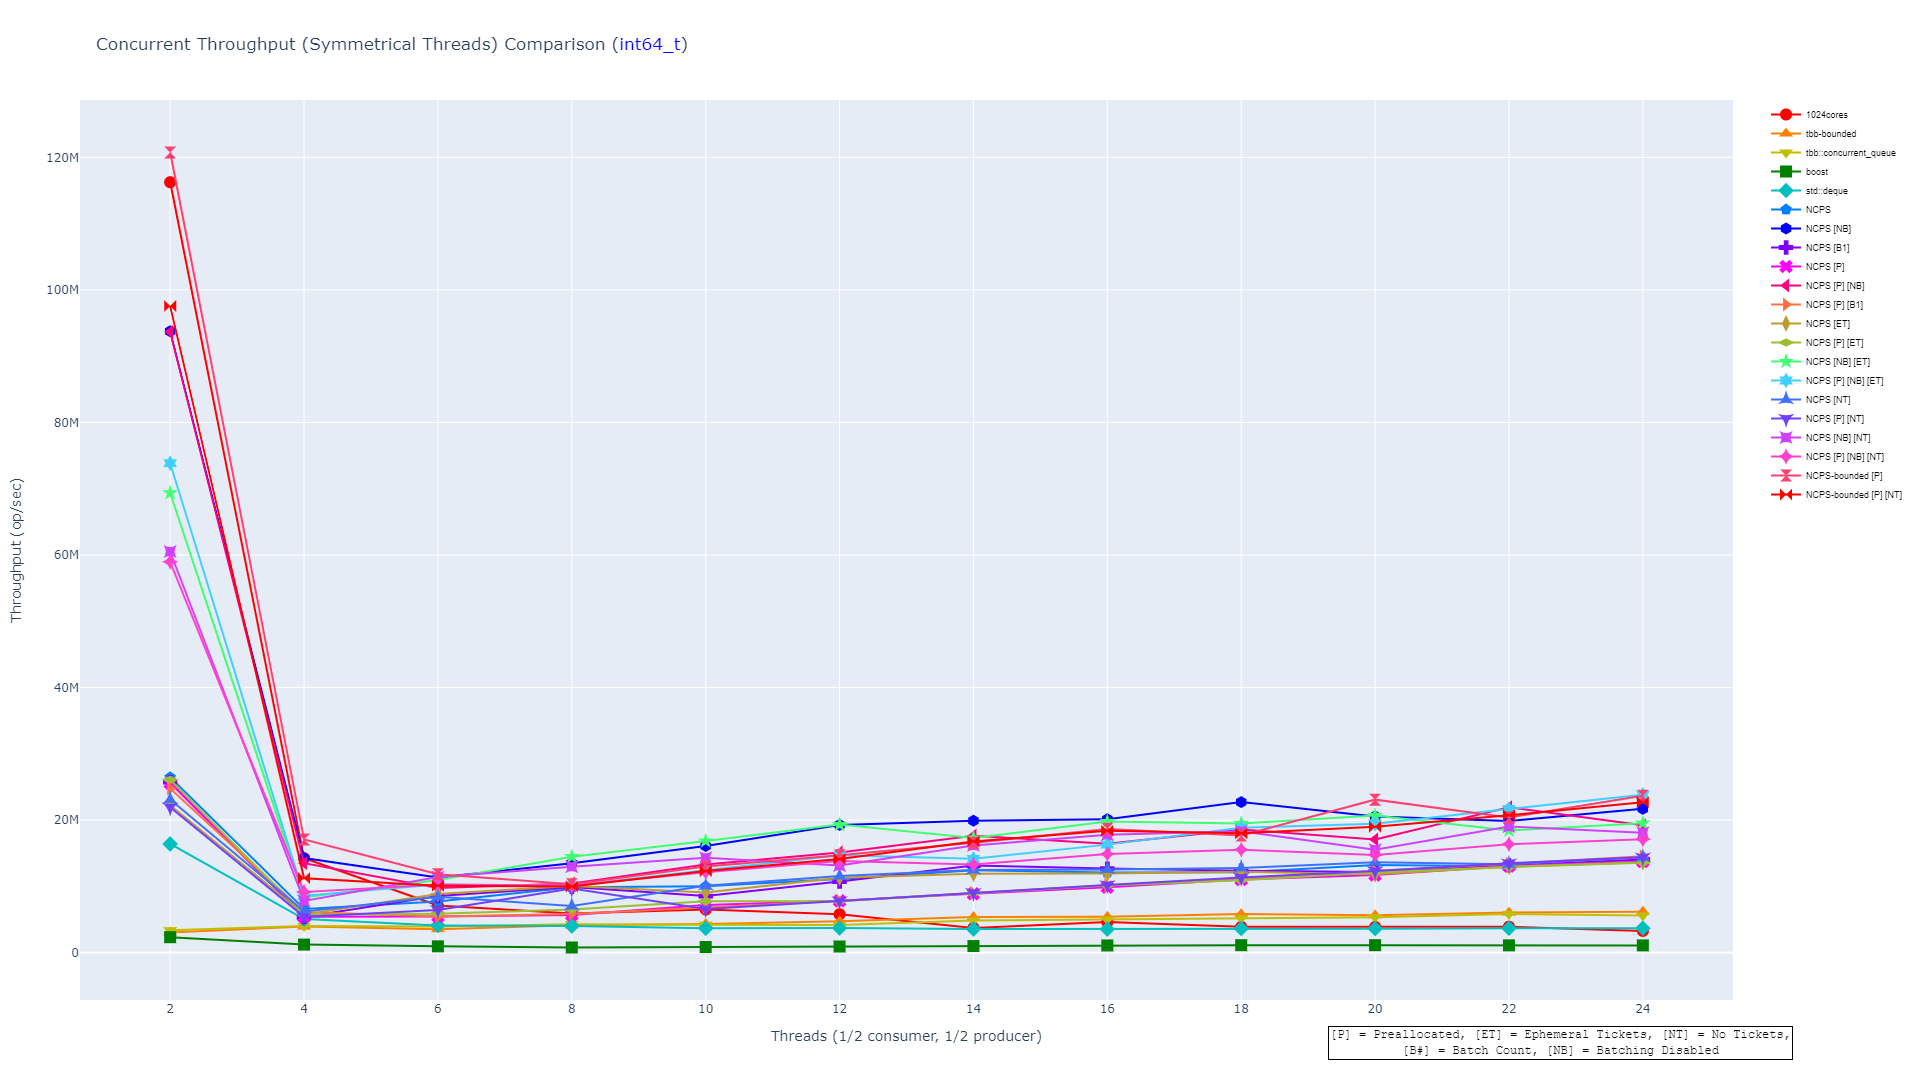 Concurrent Throughput (Symmetrical Threads) Comparison (int64_t)
Throughput (op/sec)
120M
100M
80M
60M
40M
20M
0
2 4 6 8 10 12 14 16 18 20 22 24
Threads (1/2 consumer, 1/2 producer)
1024cores
tbb-bounded
tbb::concurrent_queue
boost
std::deque
NCPS
NCPS [NB]
NCPS [B1]
NCPS [P]
NCPS [P] [NB]
NCPS [P] [B1]
NCPS [ET]
NCPS [P] [ET]
NCPS [NB] [ET]
NCPS [P] [NB] [ET]
NCPS [NT]
NCPS [P] [NT]
NCPS [NB] [NT]
NCPS [P] [NB] [NT]
NCPS-bounded [P]
NCPS-bounded [P] [NT]
[P] = Preallocated, [ET] = Ephemeral Tickets, [NT] = No Tickets,
[B#] = Batch Count, [NB] = Batching Disabled